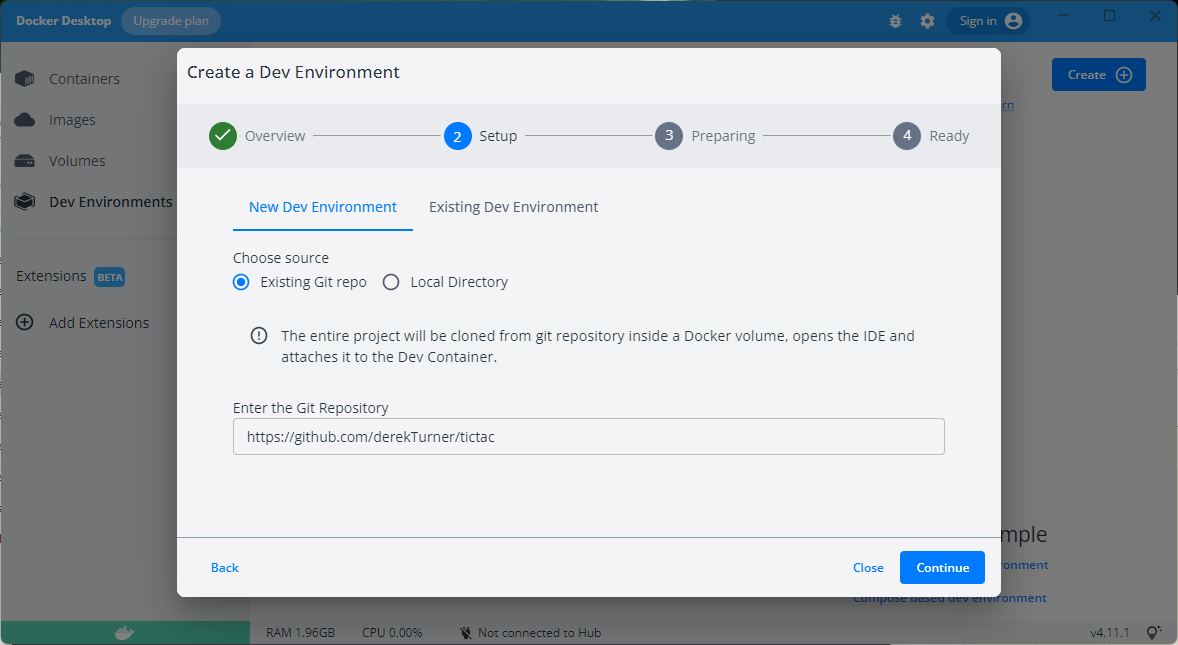 Docker Desktop
Upgrade plan
Sign in
Containers
Images
Volumes
Dev Environments
Extensions BETA
Add Extensions
Create
Create a Dev Environment
Overview
2 Setup
3 Preparing
4 Ready
New Dev Environment
Existing Dev Environment
Choose source
Existing Git repo
Local Directory
The entire project will be cloned from git repository inside a Docker volume, opens the IDE and
attaches it to the Dev Container.
Enter the Git Repository
https://github.com/derekTurner/tictac
Back
Close
Continue
Compose based dev environment
RAM 1.96GB
CPU 0.00%
Not connected to Hub
v4.11.1